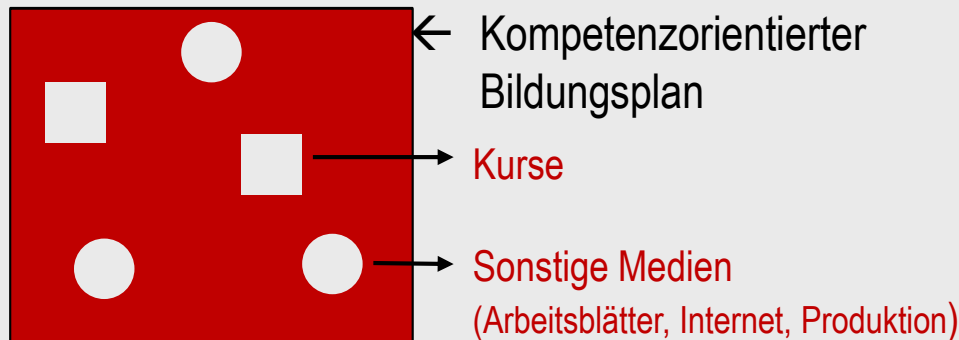 ← Kompetenzorientierter
Bildungsplan
Kurse
Sonstige Medien
(Arbeitsblätter, Internet, Produktion)